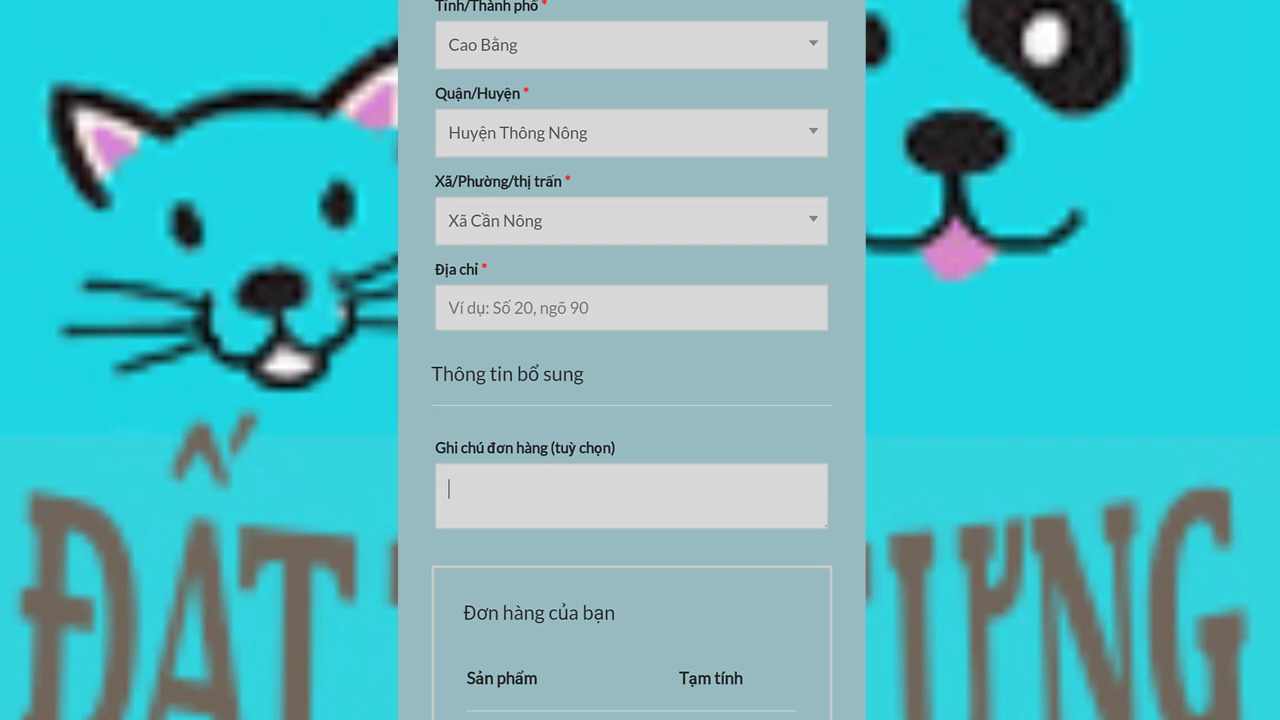 Tỉnh/Thành phố *
Cao Bằng
Quận/Huyện *
Huyện Thông Nông
Xã/Phường/thị trấn *
Xã Cần Nông
Địa chỉ *
Ví dụ: Số 20, ngõ 90
Thông tin bổ sung
Ghi chú đơn hàng (tuỳ chọn)
Đơn hàng của bạn
Sản phẩm Tạm tính
ĐẤT